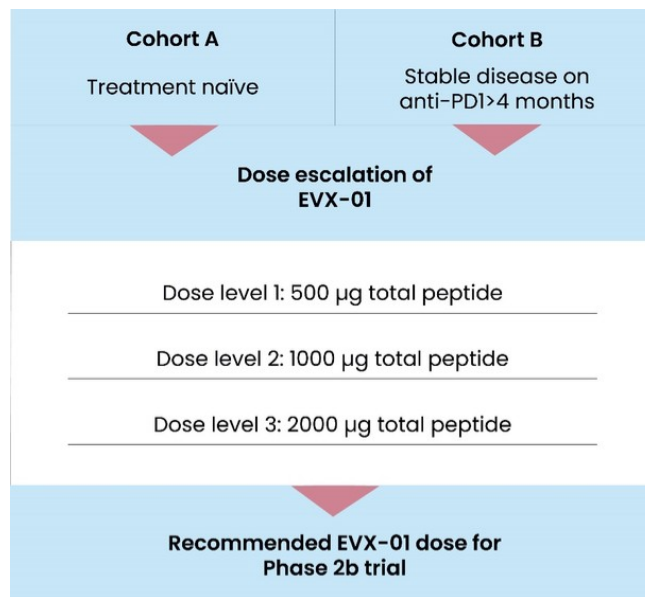 Cohort A
Treatment naïve
Cohort B
Stable disease on
anti-PD1>4 months
Dose escalation of
EVX-01
Dose level 1: 500 µg total peptide
Dose level 2: 1000 µg total peptide
Dose level 3: 2000 µg total peptide
Recommended EVX-01 dose for
Phase 2b trial